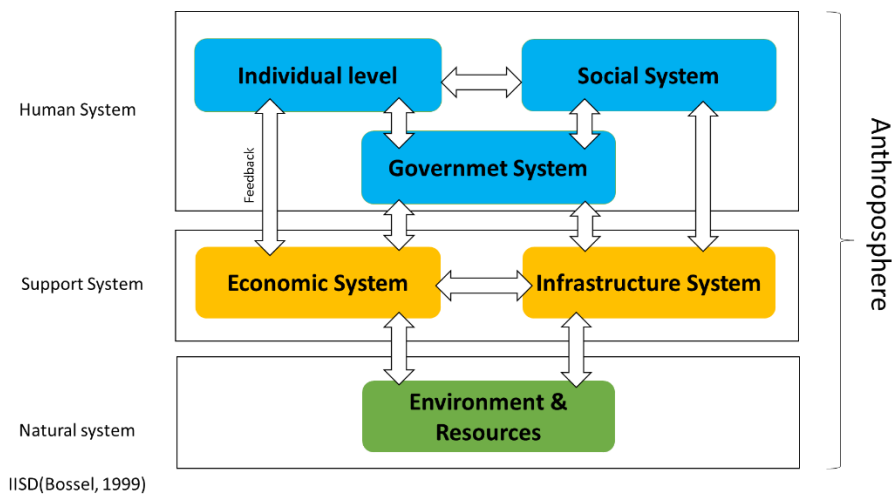 Human System
Individual level
Social System
Governmet System
Feedback
Anthroposphere
Support System
Economic System
Infrastructure System
Natural system
Environment &
Resources
IISD(Bossel, 1999)